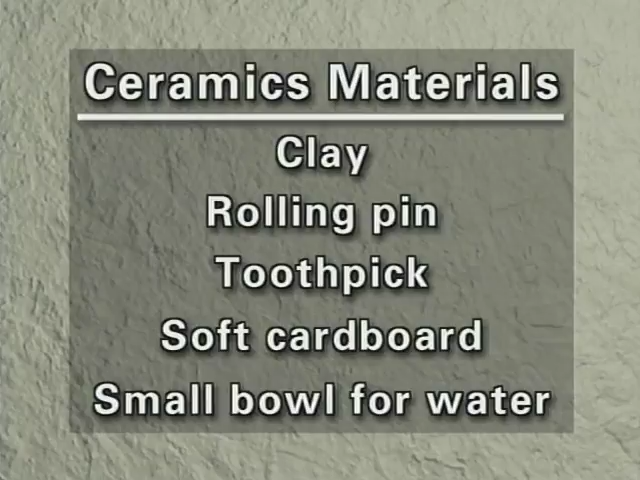 Ceramics Materials
Clay
Rolling pin
Toothpick
Soft cardboard
Small bowl for water